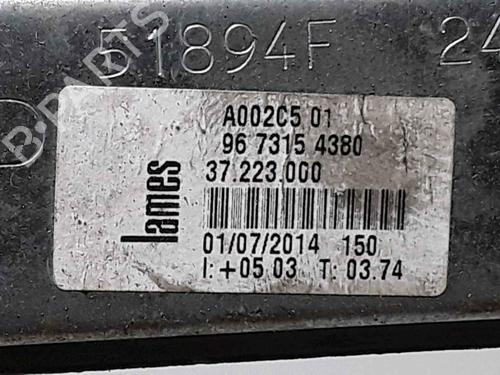 51894F 24
B-PARTS
A002C5 01
96 7315 4380
37.223.000
lames
01/07/2014 150
I: +05.03 T: 03.74